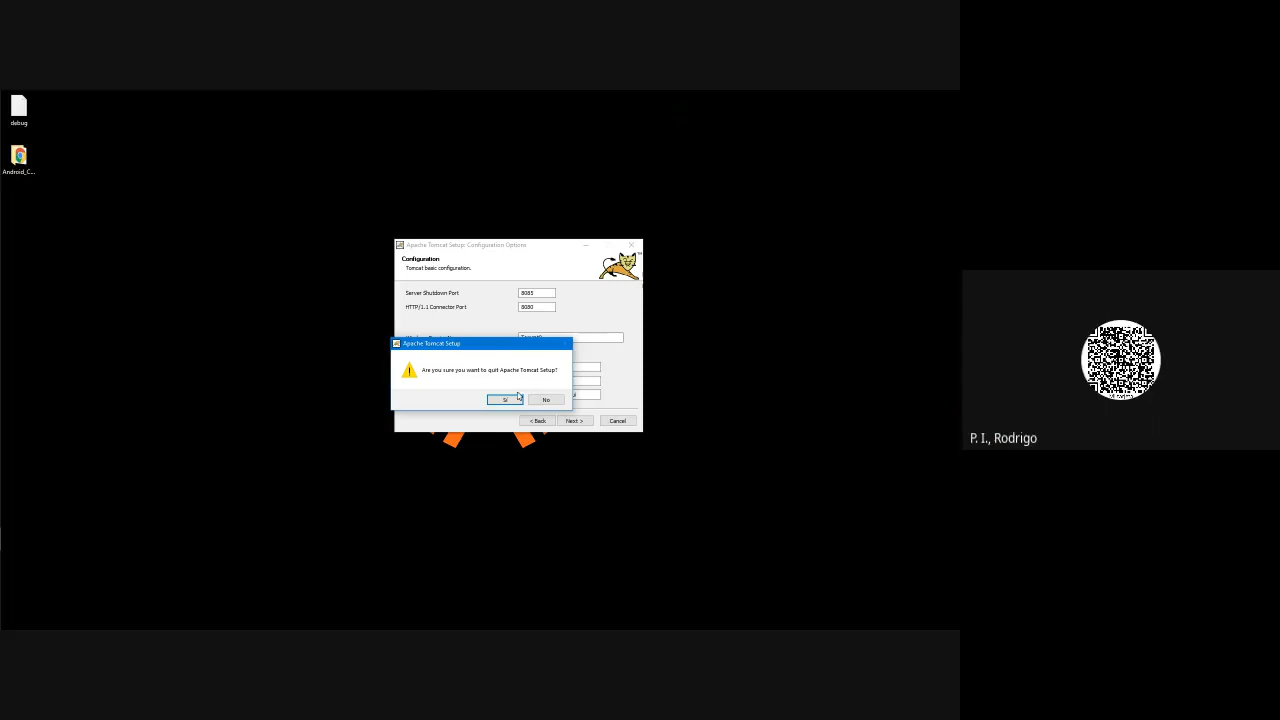 debug
Android_C...
Apache Tomcat Setup: Configuration Options
Configuration
Tomcat basic configuration.
TM
Server Shutdown Port
8085
HTTP/1.1 Connector Port
8080
Apache Tomcat Setup
Are you sure you want to quit Apache Tomcat Setup?
Sí
No
< Back
Next >
Cancel
P. I., Rodrigo